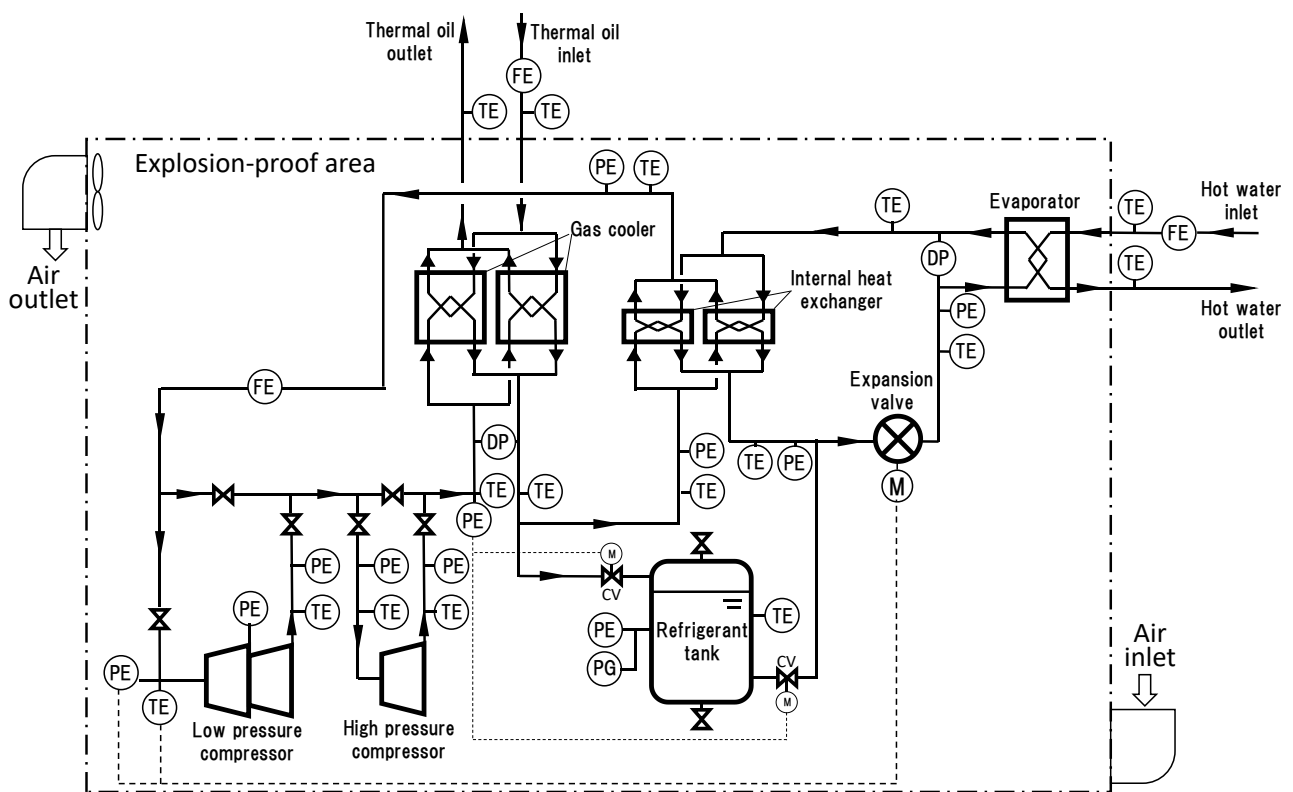 Thermal oil
outlet
Thermal oil
inlet
FE
TE
TE
Explosion-proof area
PE
TE
TE
Evaporator
TE
Hot water
inlet
FE
Gas cooler
DP
TE
Air
outlet
Internal heat
exchanger
Hot water
outlet
PE
TE
FE
Expansion
valve
DP
PE
TE
PE
TE
TE
PE
TE
M
PE
M
CV
PE
PE
PE
PE
TE
TE
TE
TE
PE
PG
Refrigerant
tank
Air
inlet
CV
M
PE
TE
Low pressure
compressor
High pressure
compressor